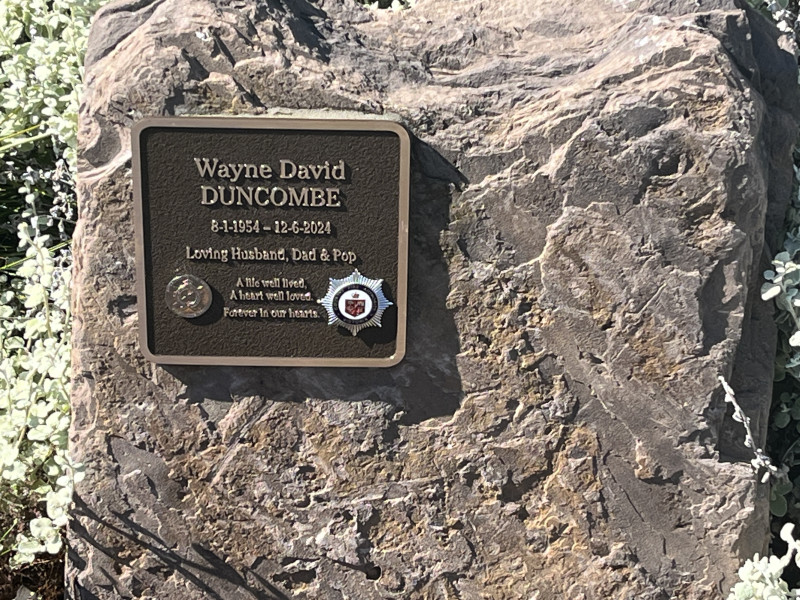 Wayne David
DUNCOMBE
8-1-1954 – 12-6-2024
Loving Husband, Dad & Pop
A life well lived,
A heart well loved.
Forever in our hearts.